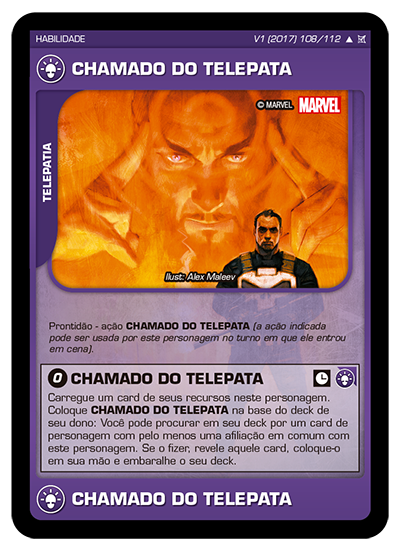 HABILIDADE V1 (2017) 108/112
CHAMADO DO TELEPATA
© MARVEL MARVEL
TELEPATIA
Ilust: Alex Maleev
Prontidão - ação CHAMADO DO TELEPATA (a ação indicada
pode ser usada por este personagem no turno em que ele entrou
em cena).
0 CHAMADO DO TELEPATA
Carregue um card de seus recursos neste personagem.
Coloque CHAMADO DO TELEPATA na base do deck de
seu dono: Você pode procurar em seu deck por um card de
personagem com pelo menos uma afiliação em comum com
este personagem. Se o fizer, revele aquele card, coloque-o
em sua mão e embaralhe o seu deck.
CHAMADO DO TELEPATA